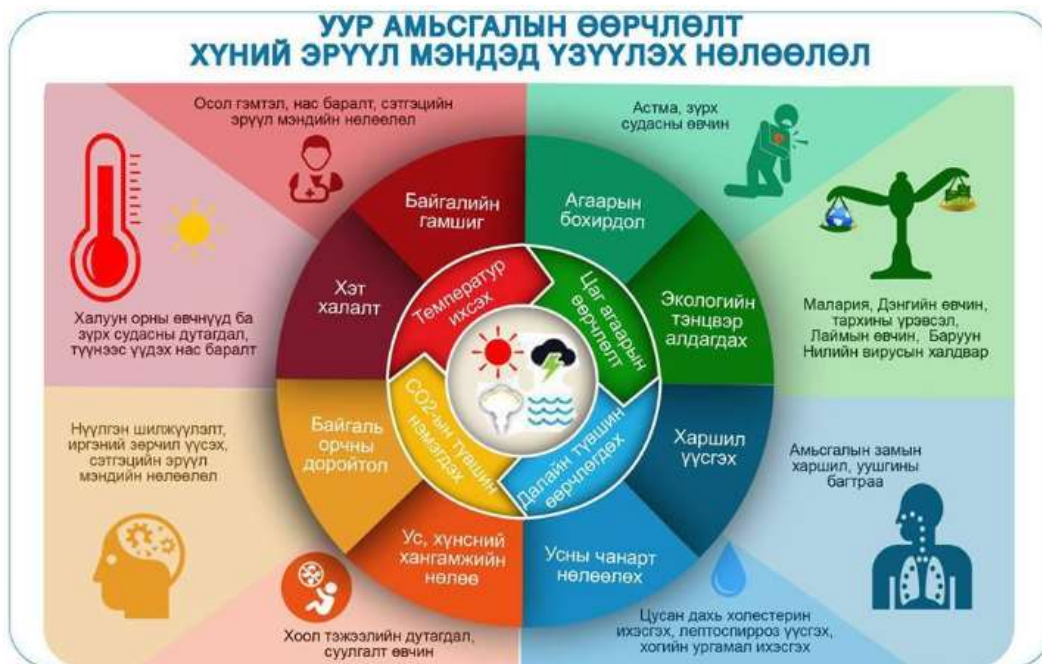 УУР АМЬСГАЛЫН ӨӨРЧЛӨЛТ
ХҮНИЙ ЭРҮҮЛ МЭНДЭД ҮЗҮҮЛЭХ НӨЛӨӨЛӨЛ
Осол гэмтэл, нас баралт, сэтгэцийн
эрүүл мэндийн нөлөөлөл
Астма, зүрх
судасны өвчин
Байгалийн
гамшиг
Агаарын
бохирдол
Хэт
халалт
Экологийн
тэнцвэр
алдагдах
Халуун орны өвчнүүд ба
зүрх судасны дутагдал,
түүнээс үүдэх нас баралт
Малария, Дэнгийн өвчин,
тархины үрэвсэл,
Лаймын өвчин, Баруун
Нилийн вирусын халдвар
Температур
ихсэх
Цаг агаарын
өөрчлөлт
CO2-ын түвшин
нэмэгдэх
Далайн түвшин
өөрчлөгдөх
Нүүлгэн шилжүүлэлт,
иргэний зөрчил үүсэх,
сэтгэцийн эрүүл
мэндийн нөлөөлөл
Байгаль
орчны
доройтол
Харшил
үүсгэх
Амьсгалын замын
харшил, уушгины
багтраа
Ус, хүнсний
хангамжийн
нөлөө
Усны чанарт
нөлөөлөх
Хоол тэжээлийн дутагдал,
суулгалт өвчин
Цусан дахь холестерин
ихэсгэх, лептоспирроз үүсгэх,
хогийн ургамал ихэсгэх